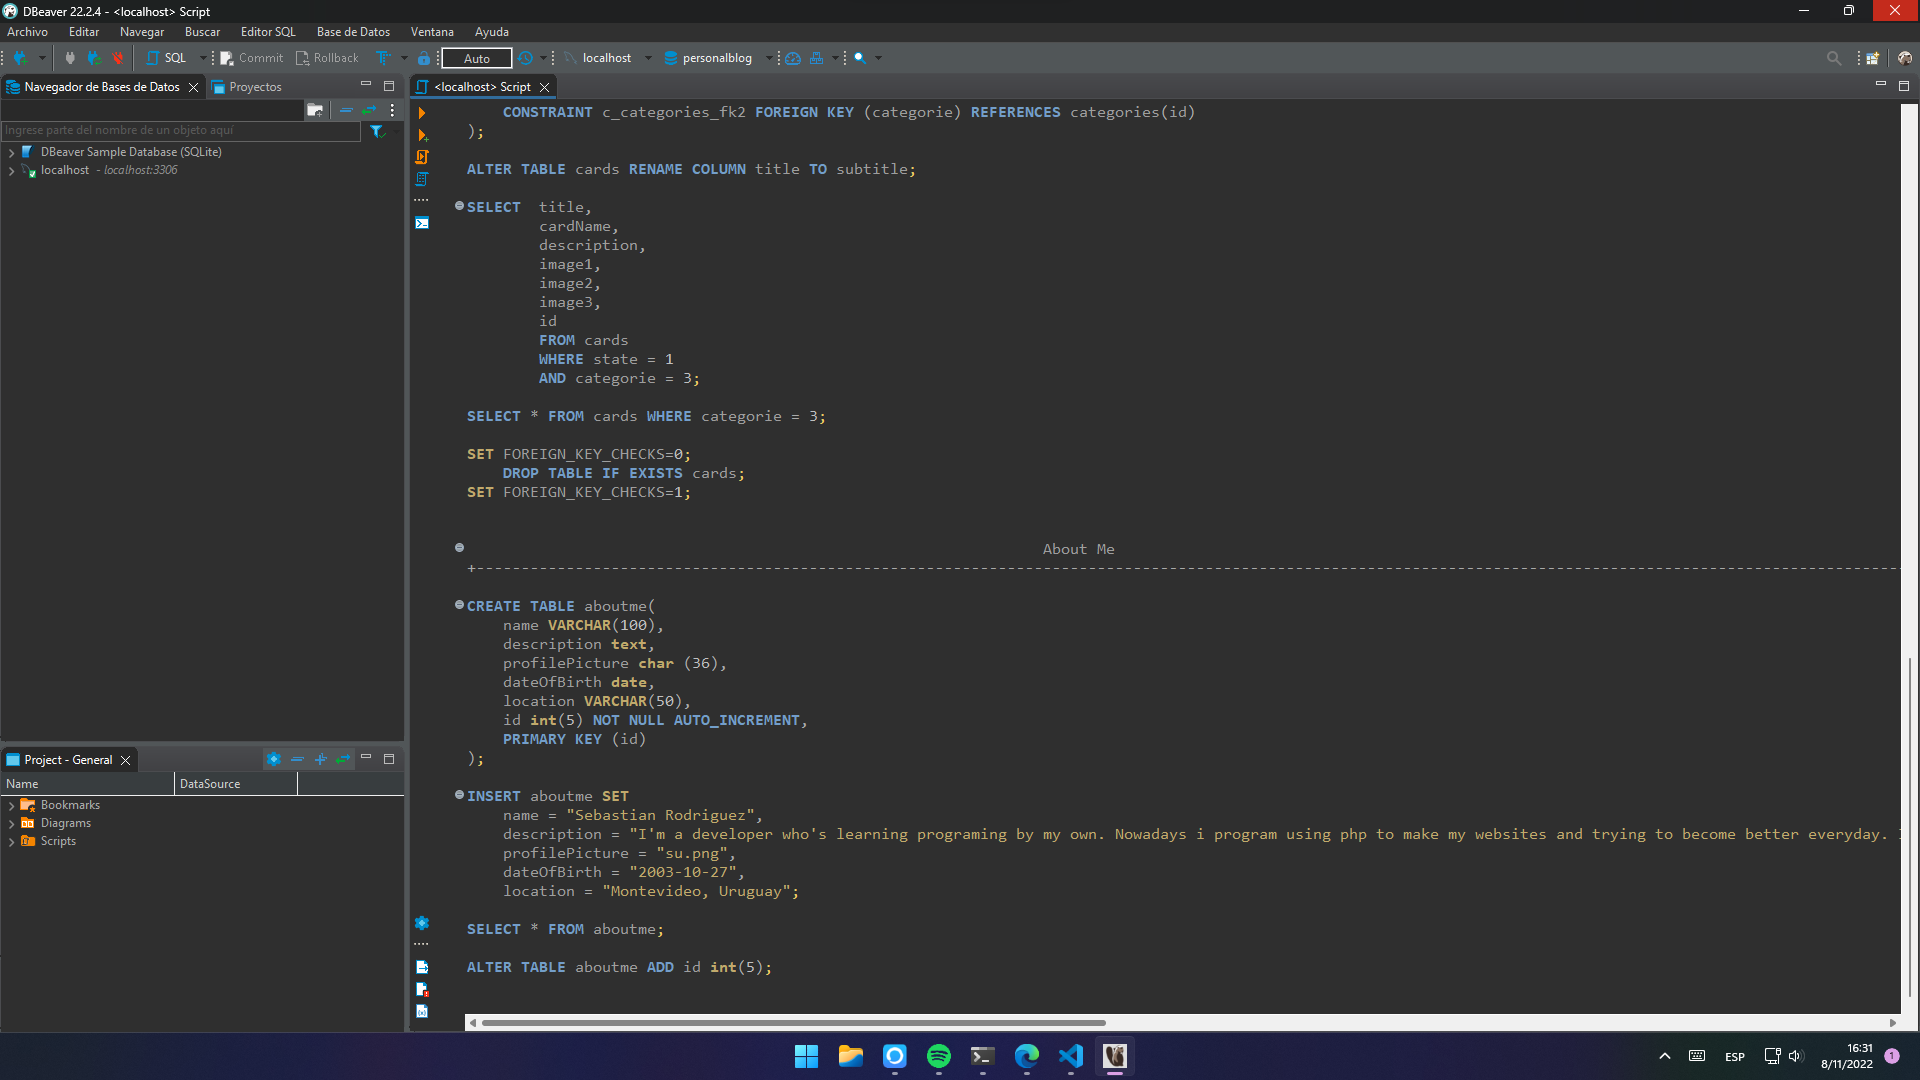 DBeaver 22.2.4 - <localhost> Script
Archivo Editar Navegar Buscar Editor SQL Base de Datos Ventana Ayuda
SQL Commit Rollback Auto localhost personalblog
Navegador de Bases de Datos Proyectos
<localhost> Script
Ingrese parte del nombre de un objeto aquí
DBeaver Sample Database (SQLite)
localhost - localhost:3306
Project - General
Name DataSource
Bookmarks
Diagrams
Scripts
CONSTRAINT c_categories_fk2 FOREIGN KEY (categorie) REFERENCES categories(id)
);
ALTER TABLE cards RENAME COLUMN title TO subtitle;
SELECT title,
cardName,
description,
image1,
image2,
image3,
id
FROM cards
WHERE state = 1
AND categorie = 3;
SELECT * FROM cards WHERE categorie = 3;
SET FOREIGN_KEY_CHECKS=0;
DROP TABLE IF EXISTS cards;
SET FOREIGN_KEY_CHECKS=1;
About Me
CREATE TABLE aboutme(
name VARCHAR(100),
description text,
profilePicture char (36),
dateOfBirth date,
location VARCHAR(50),
id int(5) NOT NULL AUTO_INCREMENT,
PRIMARY KEY (id)
);
INSERT aboutme SET
name = "Sebastian Rodriguez",
description = "I'm a developer who's learning programing by my own. Nowadays i program using php to make my websites and trying to become better everyday.
profilePicture = "su.png",
dateOfBirth = "2003-10-27",
location = "Montevideo, Uruguay";
SELECT * FROM aboutme;
ALTER TABLE aboutme ADD id int(5);
ESP
16:31
8/11/2022
1